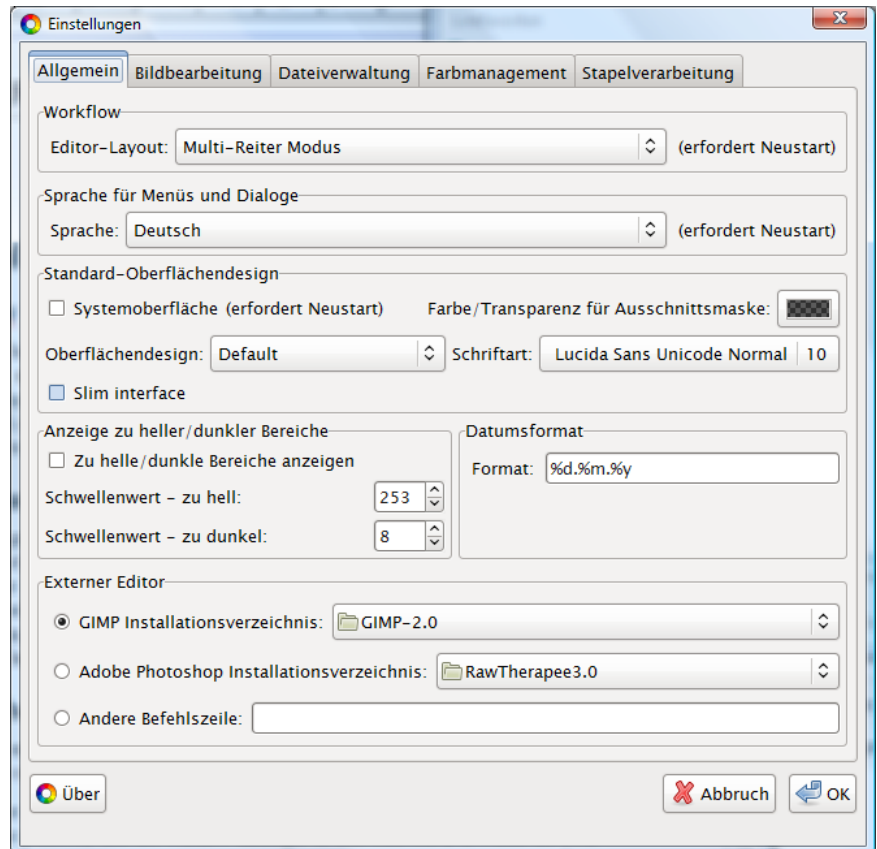 Einstellungen
Allgemein Bildbearbeitung Dateiverwaltung Farbmanagement Stapelverarbeitung
Workflow
Editor-Layout: Multi-Reiter Modus (erfordert Neustart)
Sprache für Menüs und Dialoge
Sprache: Deutsch (erfordert Neustart)
Standard-Oberflächendesign
Systemoberfläche (erfordert Neustart) Farbe/Transparenz für Ausschnittsmaske:
Oberflächendesign: Default Schriftart: Lucida Sans Unicode Normal 10
Slim interface
Anzeige zu heller/dunkler Bereiche Datumsformat
Zu helle/dunkle Bereiche anzeigen
Format: %d.%m.%y
Schwellenwert - zu hell: 253
Schwellenwert - zu dunkel: 8
Externer Editor
GIMP Installationsverzeichnis: GIMP-2.0
Adobe Photoshop Installationsverzeichnis: RawTherapee3.0
Andere Befehlszeile:
Über Abbruch OK